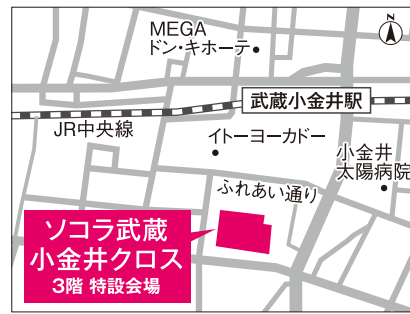 MEGA
ドン・キホーテ
N
武蔵小金井駅
JR中央線
イトーヨーカドー
小金井
太陽病院
ふれあい通り
ソコラ武蔵
小金井クロス
3階 特設会場